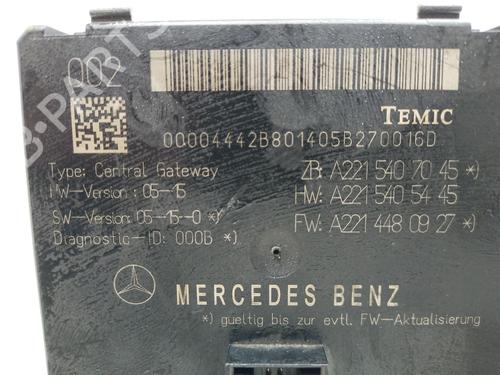 002
TEMIC
00004442B801405B270016D
Type: Central Gateway
ZB: A221 540 70 45 *)
HW-Version : 05-15
HW: A221 540 54 45
SW-Version: 05-15-0 *)
FW: A221 448 09 27 *)
Diagnostic-ID: 000B *)
MERCEDES BENZ
*) gueltig bis zur evtl. FW-Aktualisierung